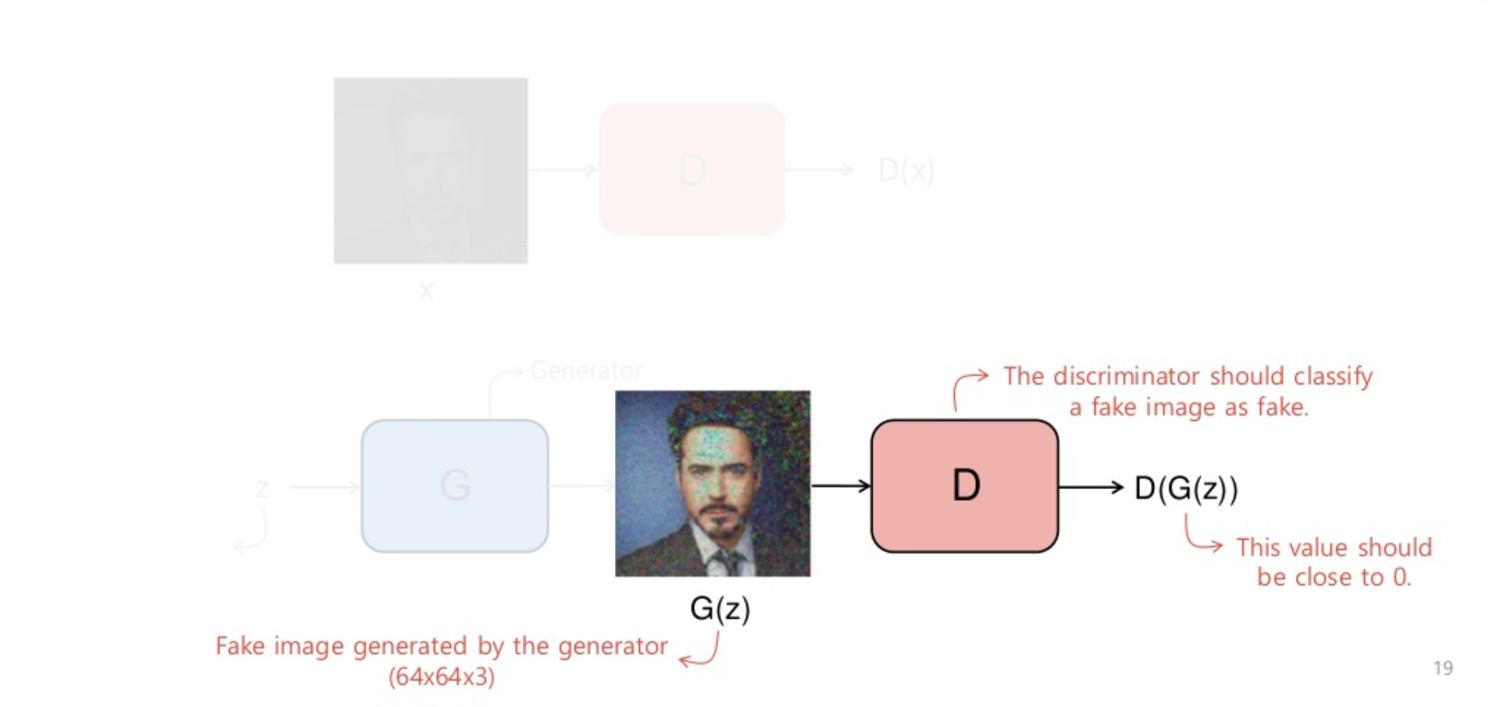 D
D(x)
x
Generator
The discriminator should classify
a fake image as fake.
z
G
D
D(G(z))
This value should
be close to 0.
G(z)
Fake image generated by the generator
(64x64x3)
19